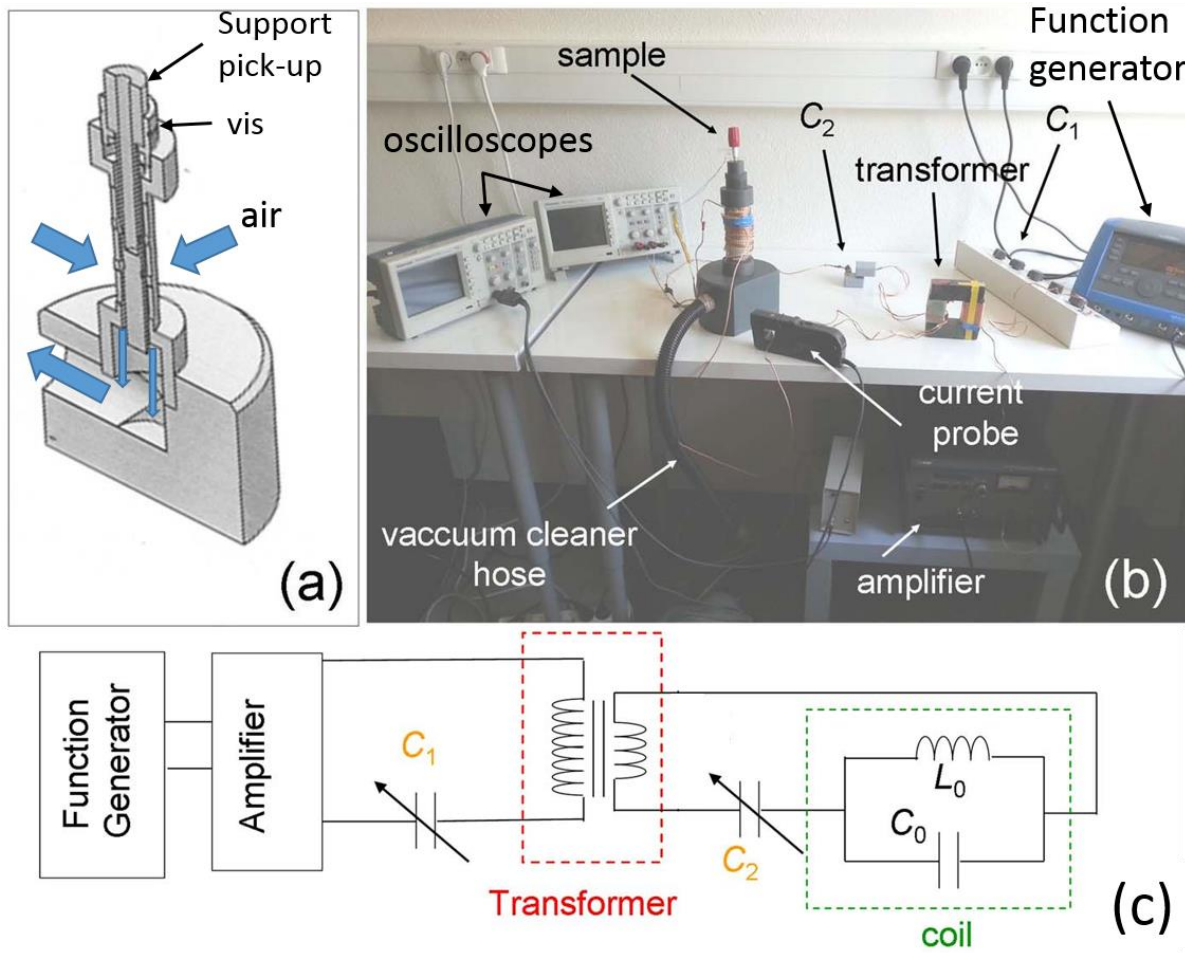 Support
pick-up
vis
air
(a)
sample
oscilloscopes
C2
transformer
C1
Function
generator
current
probe
vaccuum cleaner
hose
amplifier
(b)
Function
Generator
Amplifier
C1
Transformer
C2
L0
C0
coil
(c)